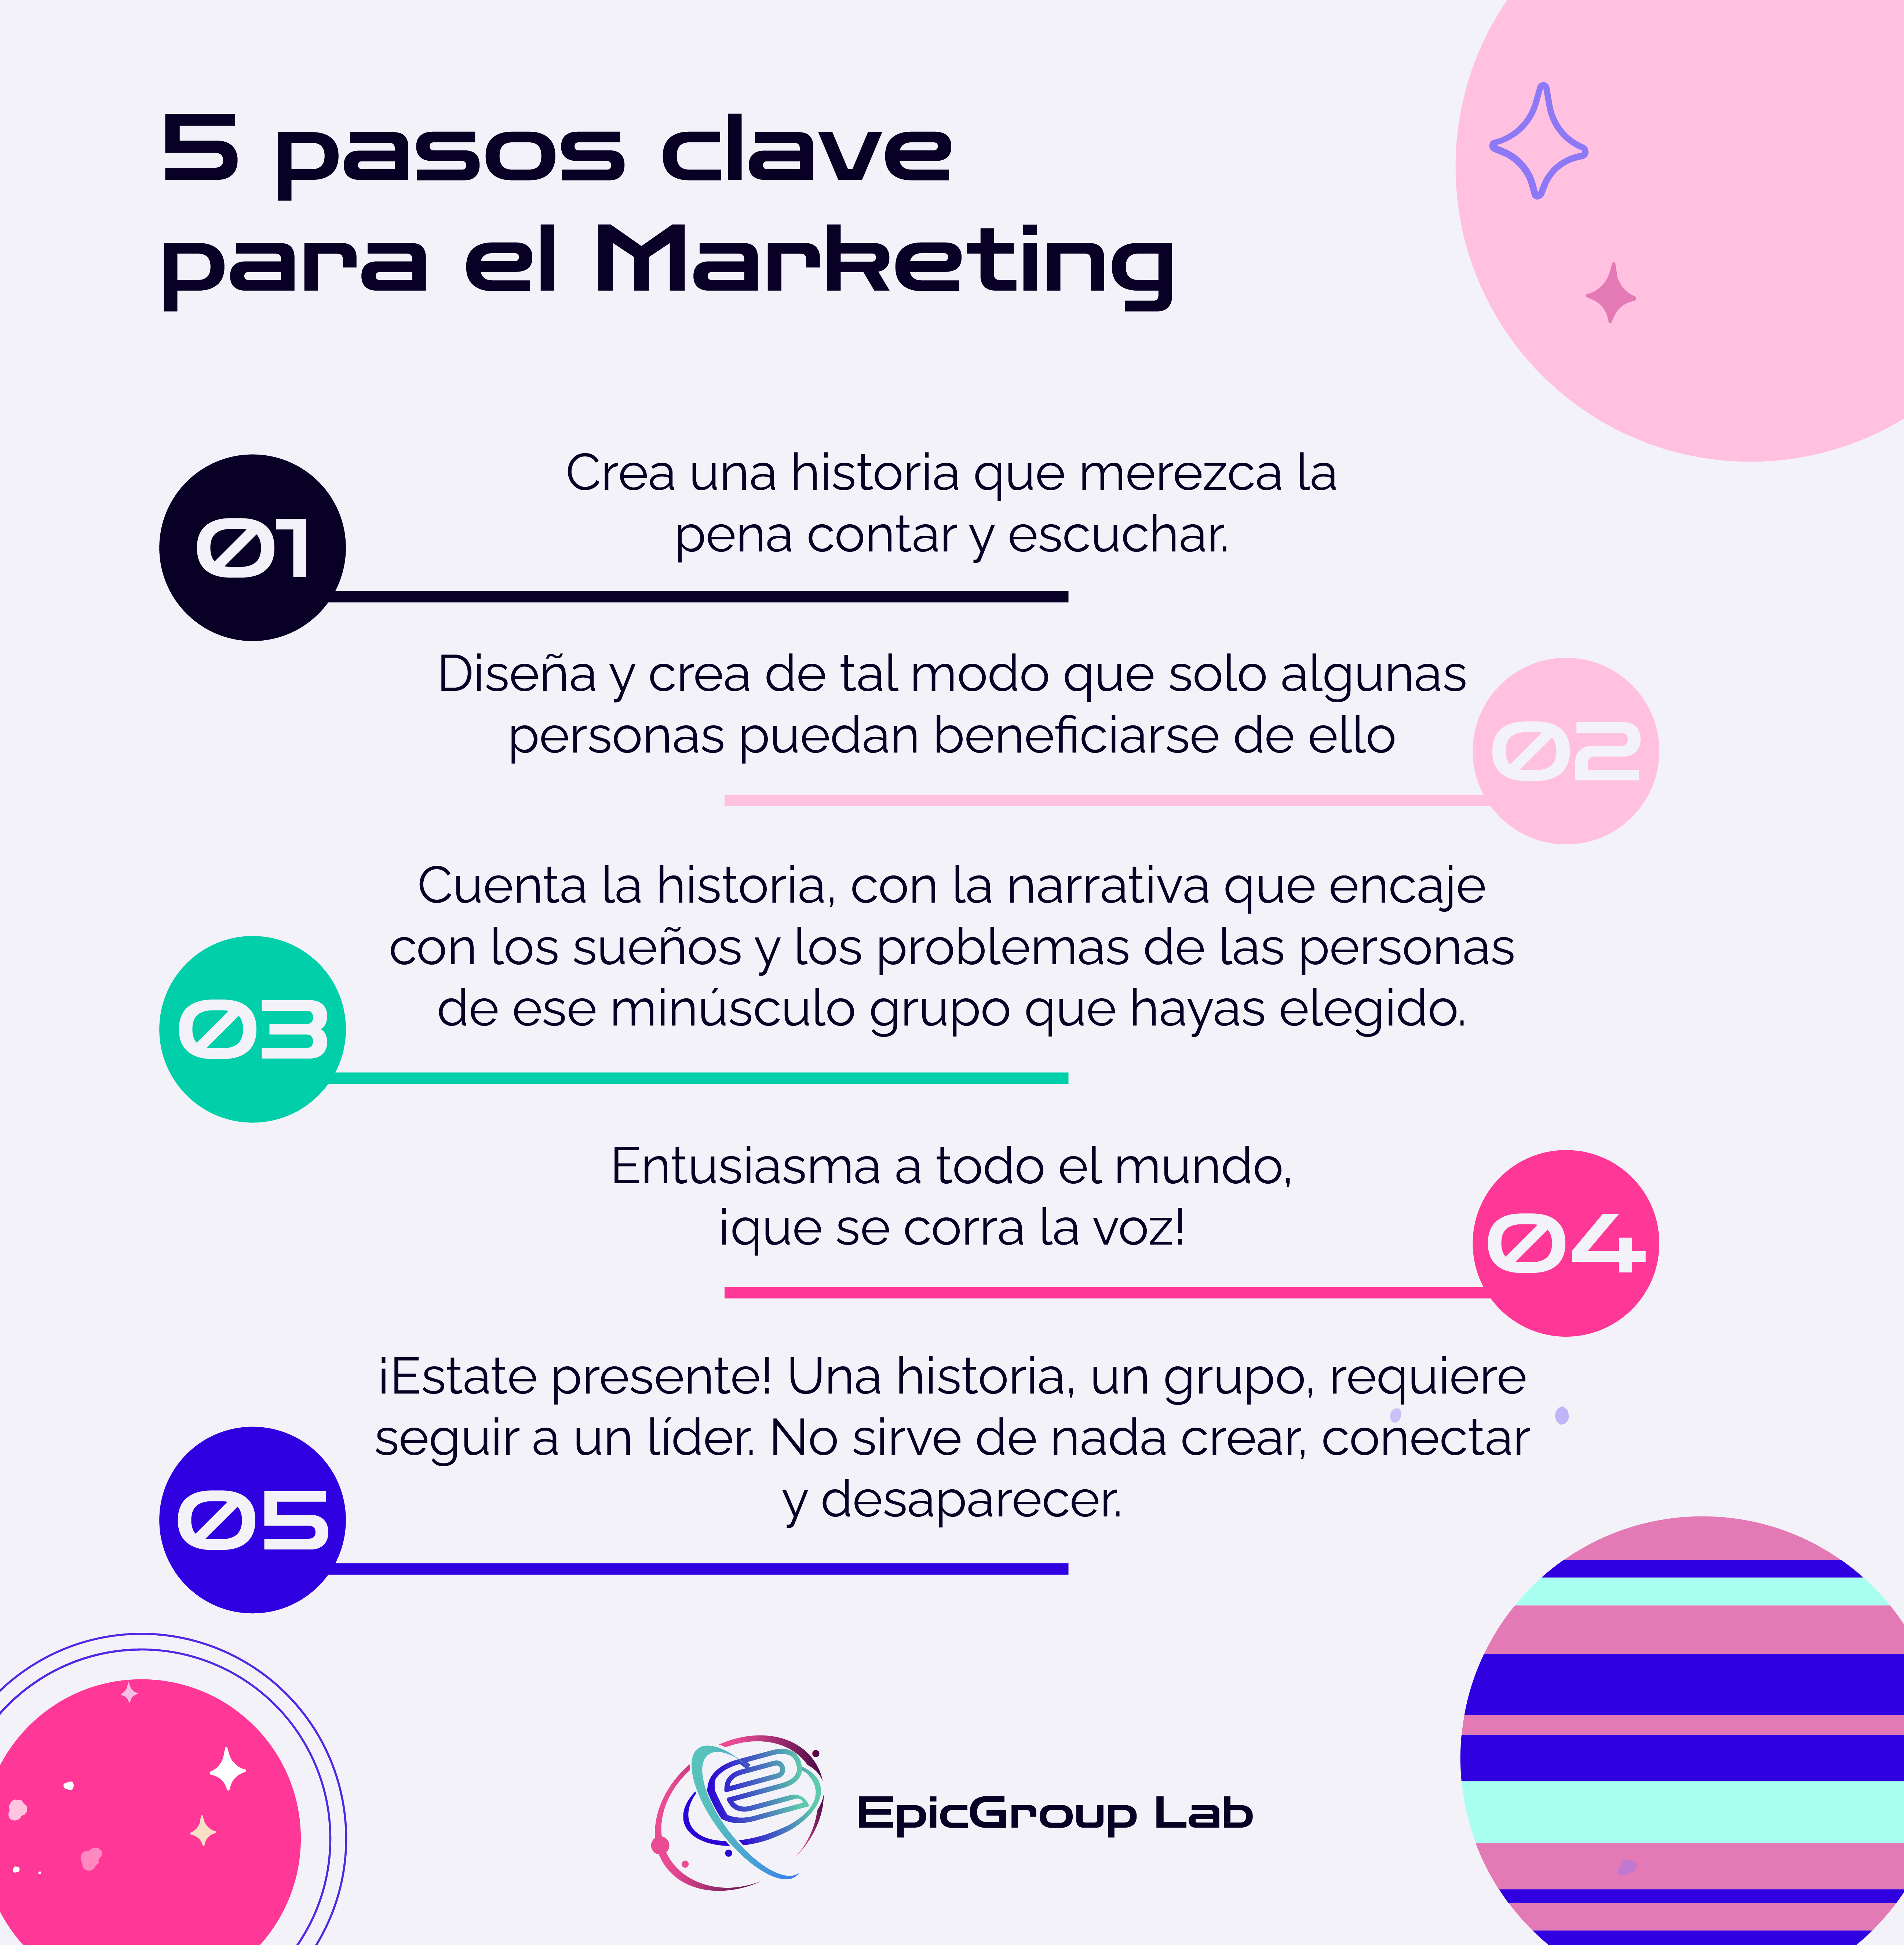 5 pasos clave
para el Marketing
01
Crea una historia que merezca la
pena contar y escuchar.
Diseña y crea de tal modo que solo algunas
personas puedan beneficiarse de ello
02
Cuenta la historia, con la narrativa que encaje
con los sueños y los problemas de las personas
de ese minúsculo grupo que hayas elegido.
03
Entusiasma a todo el mundo,
¡que se corra la voz!
04
¡Estate presente! Una historia, un grupo, requiere
seguir a un líder. No sirve de nada crear, conectar
y desaparecer.
05
EpicGroup Lab